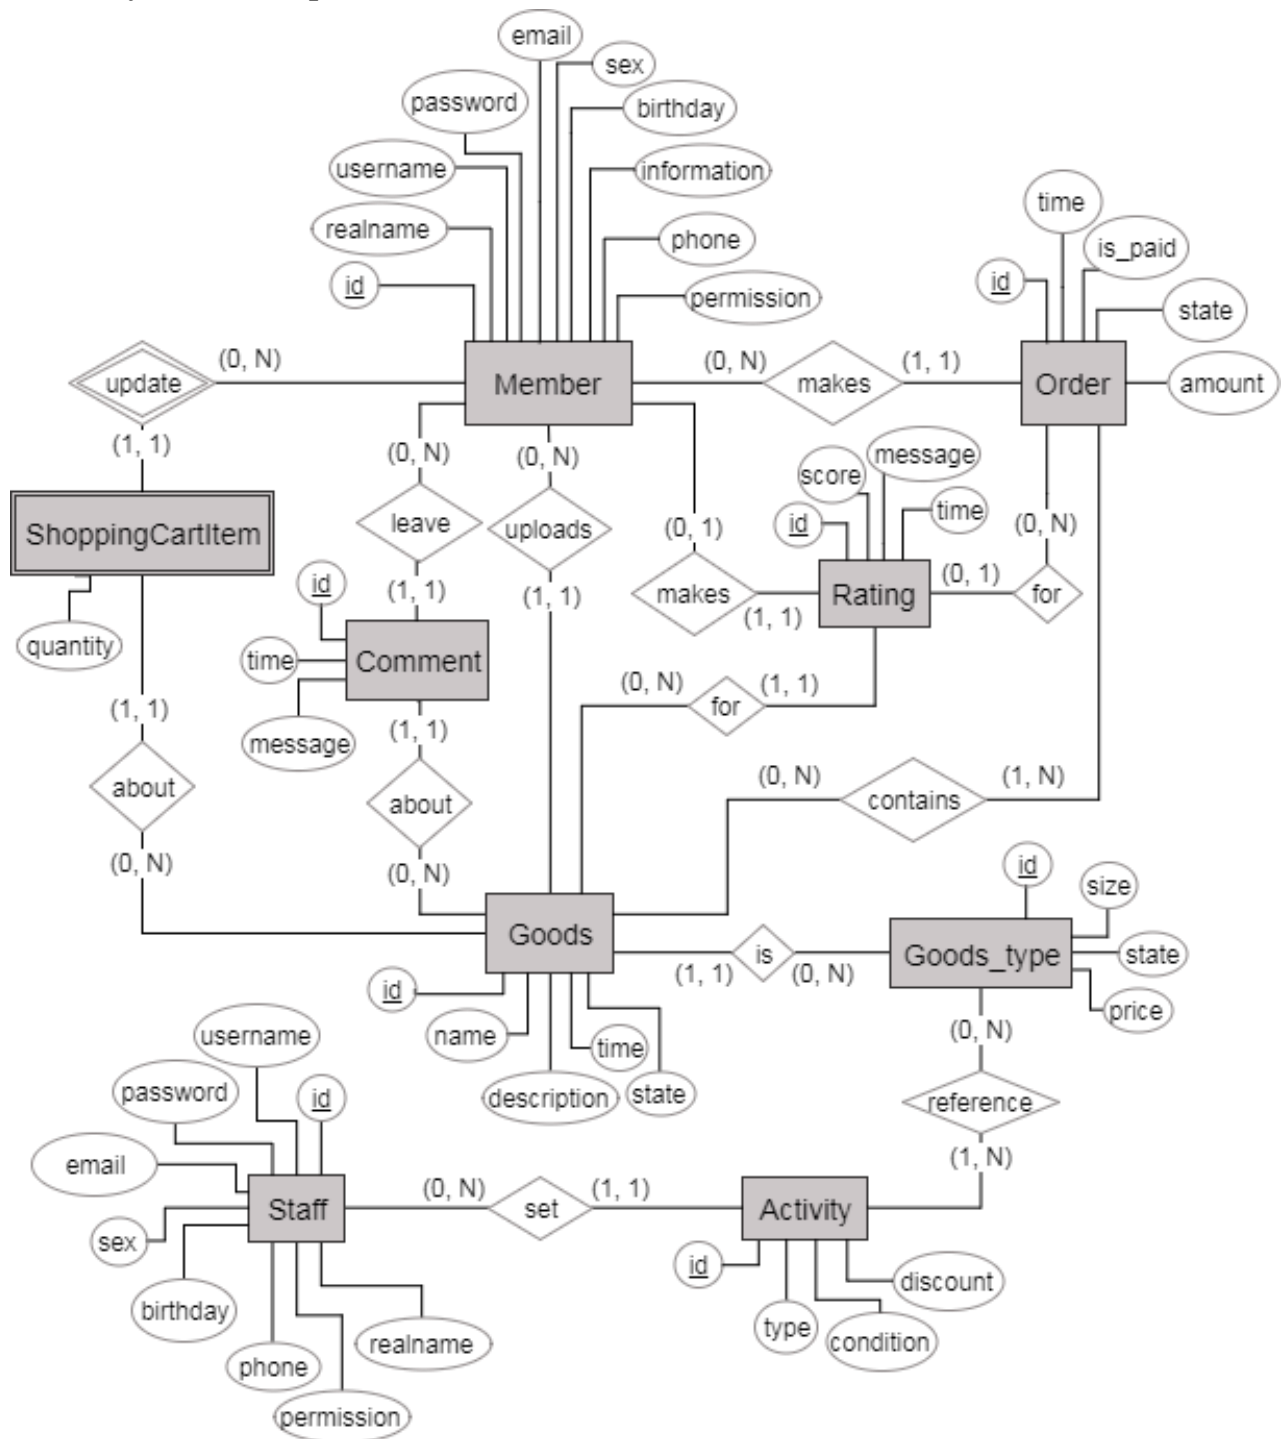 email
sex
password
birthday
username
information
realname
phone
id
permission
time
is_paid
id
state
amount
(0, N)
update
(1, 1)
Member
(0, N)
makes
(1, 1)
Order
ShoppingCartItem
quantity
(0, N)
leave
(1, 1)
(0, N)
uploads
(1, 1)
(0, 1)
makes
(1, 1)
message
score
id
time
Rating
(0, N)
(0, 1)
for
id
time
message
Comment
(1, 1)
about
(0, N)
(1, 1)
about
(0, N)
(0, N)
for
(1, 1)
(0, N)
contains
(1, N)
Goods
(1, 1)
is
(0, N)
id
size
state
price
Goods_type
id
name
description
time
state
(0, N)
reference
(1, N)
username
password
id
email
sex
birthday
phone
permission
realname
Staff
(0, N)
set
(1, 1)
Activity
id
type
condition
discount